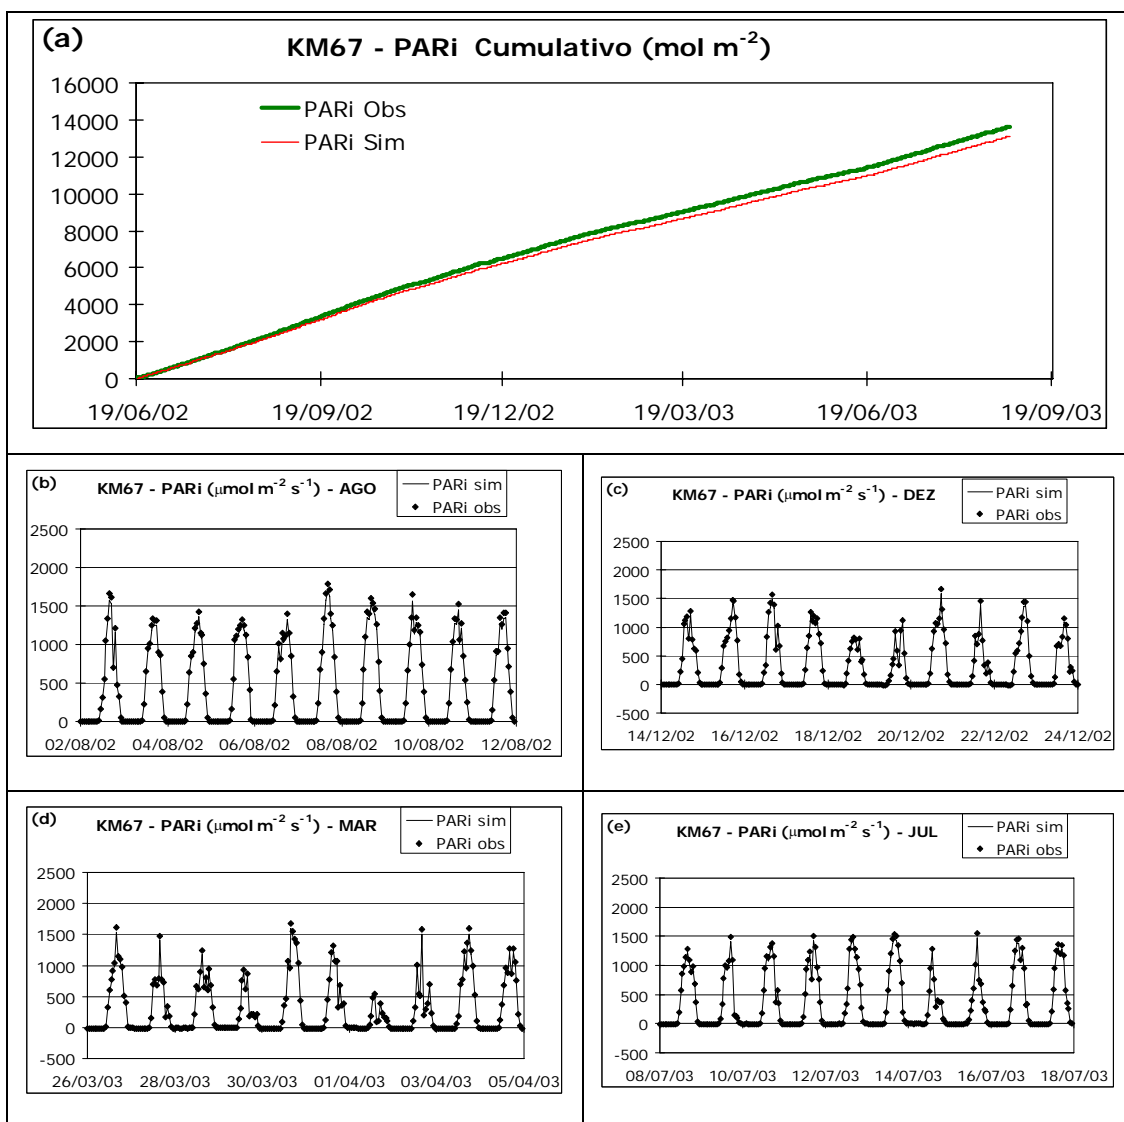 (a)
KM67 - PARi Cumulativo (mol m-2)
16000
14000
12000
10000
8000
6000
4000
2000
0
PARi Obs
PARi Sim
19/06/02 19/09/02 19/12/02 19/03/03 19/06/03 19/09/03
(b)
KM67 - PARi (μmol m-2 s-1) - AGO
PARi sim
PARi obs
2500
2000
1500
1000
500
0
02/08/02 04/08/02 06/08/02 08/08/02 10/08/02 12/08/02
(c)
KM67 - PARi (μmol m-2 s-1) - DEZ
PARi sim
PARi obs
2500
2000
1500
1000
500
0
-500
14/12/02 16/12/02 18/12/02 20/12/02 22/12/02 24/12/02
(d)
KM67 - PARi (μmol m-2 s-1) - MAR
PARi sim
PARi obs
2500
2000
1500
1000
500
0
-500
26/03/03 28/03/03 30/03/03 01/04/03 03/04/03 05/04/03
(e)
KM67 - PARi (μmol m-2 s-1) - JUL
PARi sim
PARi obs
2500
2000
1500
1000
500
0
-500
08/07/03 10/07/03 12/07/03 14/07/03 16/07/03 18/07/03